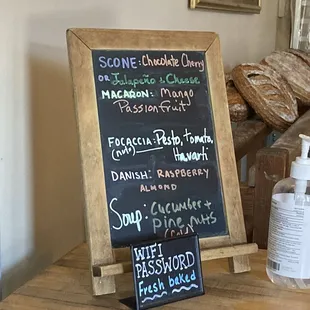 SCONE: Chocolate Cherry
OR Jalapeño & Cheese
MACARON: Mango
Passionfruit
FOCACCIA: Pesto, tomato,
(nuts) Havarti
DANISH: RASPBERRY
ALMOND
Soup: Cucumber +
pine nuts
(Cold)
WIFI
PASSWORD
Fresh baked